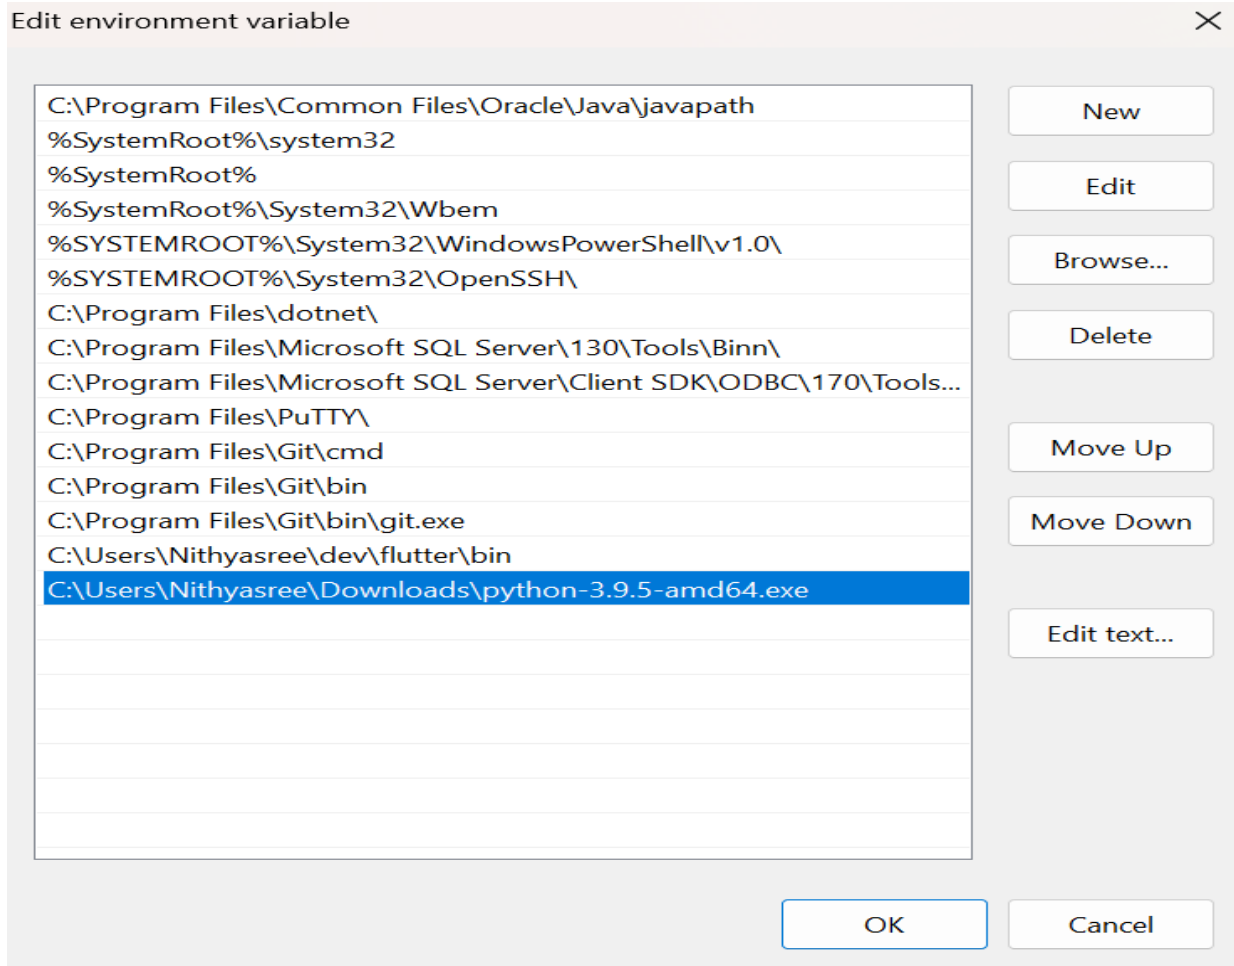 Edit environment variable
C:\Program Files\Common Files\Oracle\Java\javapath
%SystemRoot%\system32
%SystemRoot%
%SystemRoot%\System32\Wbem
%SYSTEMROOT%\System32\WindowsPowerShell\v1.0\
%SYSTEMROOT%\System32\OpenSSH\
C:\Program Files\dotnet\
C:\Program Files\Microsoft SQL Server\130\Tools\Binn\
C:\Program Files\Microsoft SQL Server\Client SDK\ODBC\170\Tools...
C:\Program Files\PuTTY\
C:\Program Files\Git\cmd
C:\Program Files\Git\bin
C:\Program Files\Git\bin\git.exe
C:\Users\Nithyasree\dev\flutter\bin
C:\Users\Nithyasree\Downloads\python-3.9.5-amd64.exe
New
Edit
Browse...
Delete
Move Up
Move Down
Edit text...
OK
Cancel